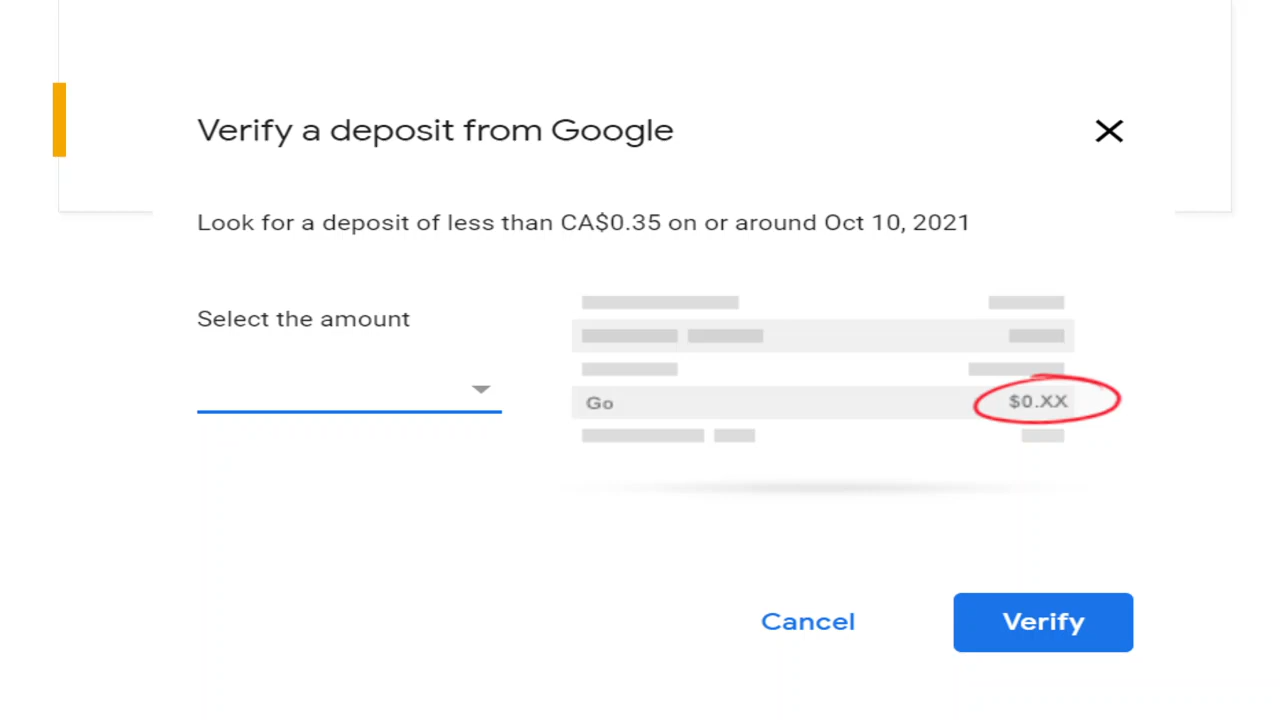 Verify a deposit from Google
Look for a deposit of less than CA$0.35 on or around Oct 10, 2021
Select the amount
Go $0.XX
Cancel Verify